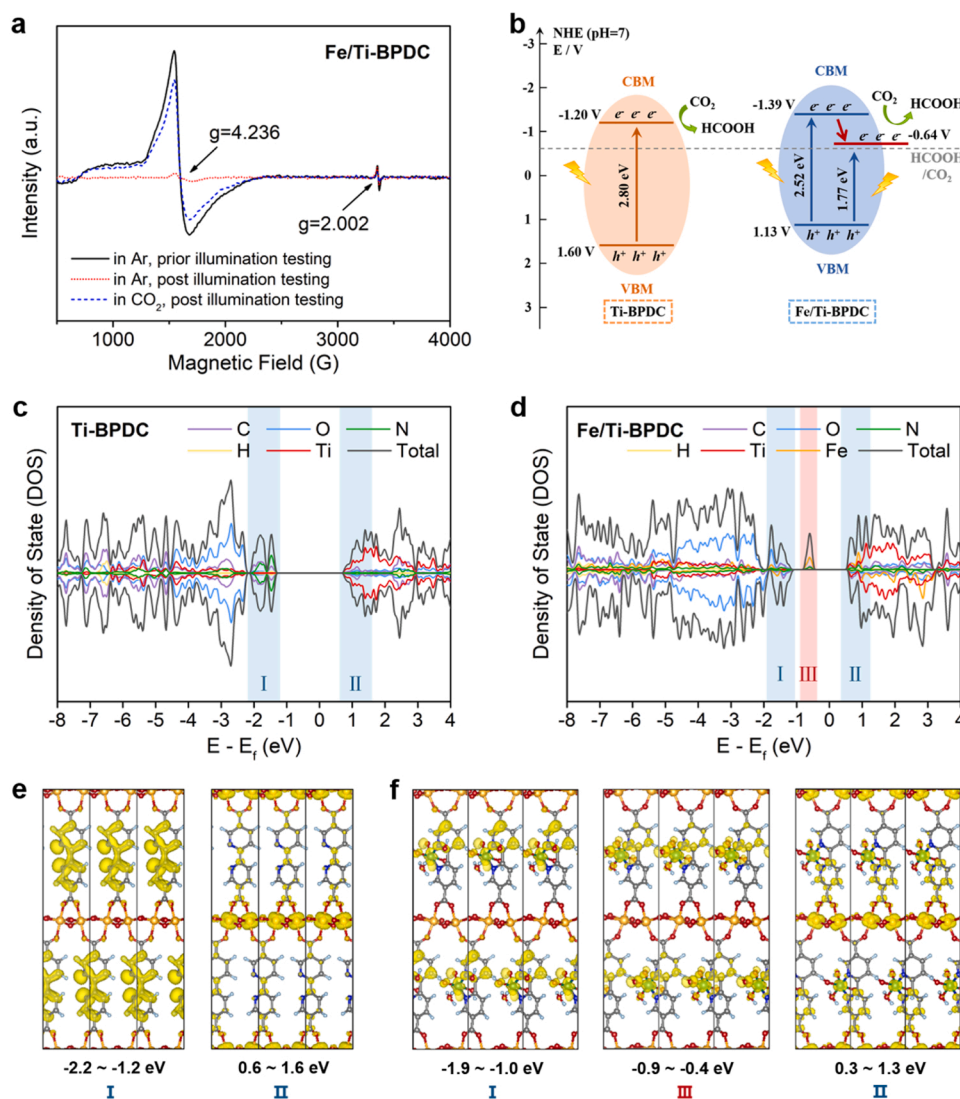 a
Fe/Ti-BPDC
g=4.236
g=2.002
in Ar, prior illumination testing
in Ar, post illumination testing
in CO₂, post illumination testing
Intensity (a.u.)
1000 2000 3000 4000
Magnetic Field (G)
b
NHE (pH=7)
E / V
-3
-2
-1
0
1
2
3
CBM
-1.20 V
e⁻ e⁻ e⁻
CO₂
HCOOH
2.80 eV
1.60 V
h⁺ h⁺ h⁺
VBM
Ti-BPDC
CBM
-1.39 V
e⁻ e⁻ e⁻
CO₂
HCOOH
e⁻ e⁻ e⁻
-0.64 V
HCOOH
/CO₂
2.52 eV
1.77 eV
1.13 V
h⁺ h⁺ h⁺
VBM
Fe/Ti-BPDC
c
Ti-BPDC
C O N
H Ti Total
Density of State (DOS)
I II
-8 -7 -6 -5 -4 -3 -2 -1 0 1 2 3 4
E - E_f (eV)
d
Fe/Ti-BPDC
C O N
H Ti Fe Total
Density of State (DOS)
I III II
-8 -7 -6 -5 -4 -3 -2 -1 0 1 2 3 4
E - E_f (eV)
e
-2.2 ~ -1.2 eV
I
0.6 ~ 1.6 eV
II
f
-1.9 ~ -1.0 eV
I
-0.9 ~ -0.4 eV
III
0.3 ~ 1.3 eV
II